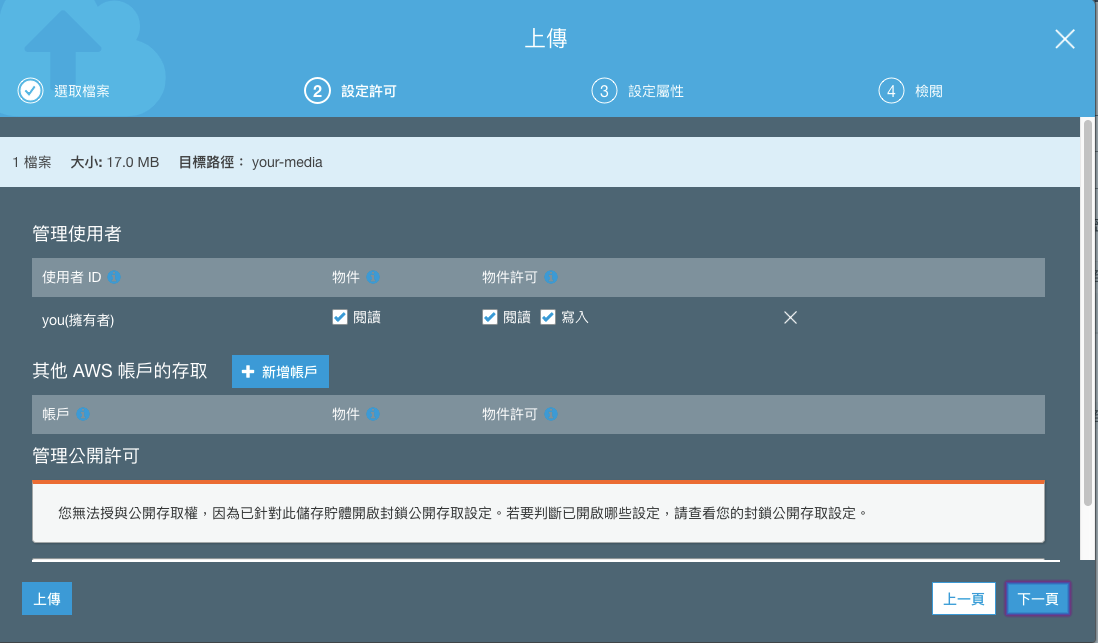 上傳
選取檔案
2 設定許可
3 設定屬性
4 檢閱
1 檔案 大小: 17.0 MB 目標路徑： your-media
管理使用者
使用者 ID 物件 物件許可
you(擁有者) 閱讀 閱讀 寫入
其他 AWS 帳戶的存取 新增帳戶
帳戶 物件 物件許可
管理公開許可
您無法授與公開存取權，因為已針對此儲存貯體開啟封鎖公開存取設定。若要判斷已開啟哪些設定，請查看您的封鎖公開存取設定。
上傳 上一頁 下一頁